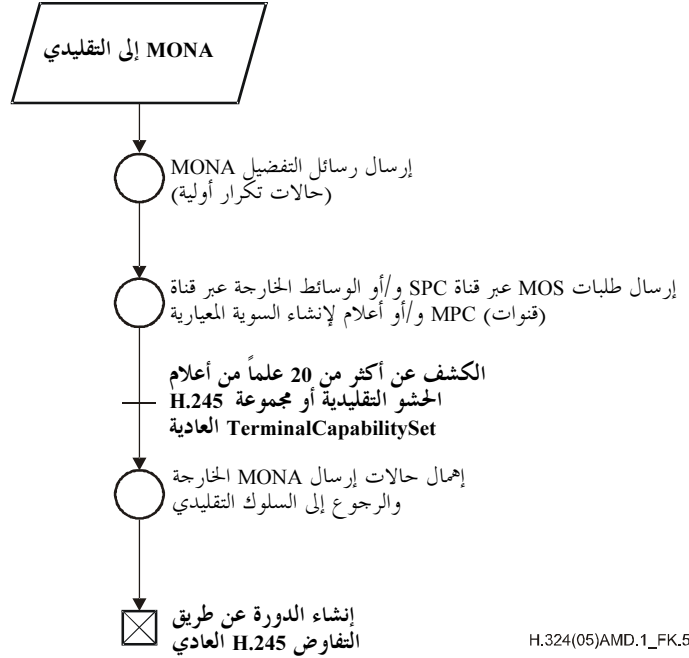 MONA إلى التقليدي
إرسال رسائل التفضيل MONA
(حالات تكرار أولية)
إرسال طلبات MOS عبر قناة SPC و/أو الوسائط الخارجة عبر قناة
(قنوات) MPC و/أو أعلام لإنشاء السوية المعيارية
الكشف عن أكثر من 20 علماً من أعلام
الحشو التقليدية أو مجموعة H.245
TerminalCapabilitySet العادية
إهمال حالات إرسال MONA الخارجة
والرجوع إلى السلوك التقليدي
إنشاء الدورة عن طريق
التفاوض H.245 العادي
H.324(05)AMD.1_FK.5